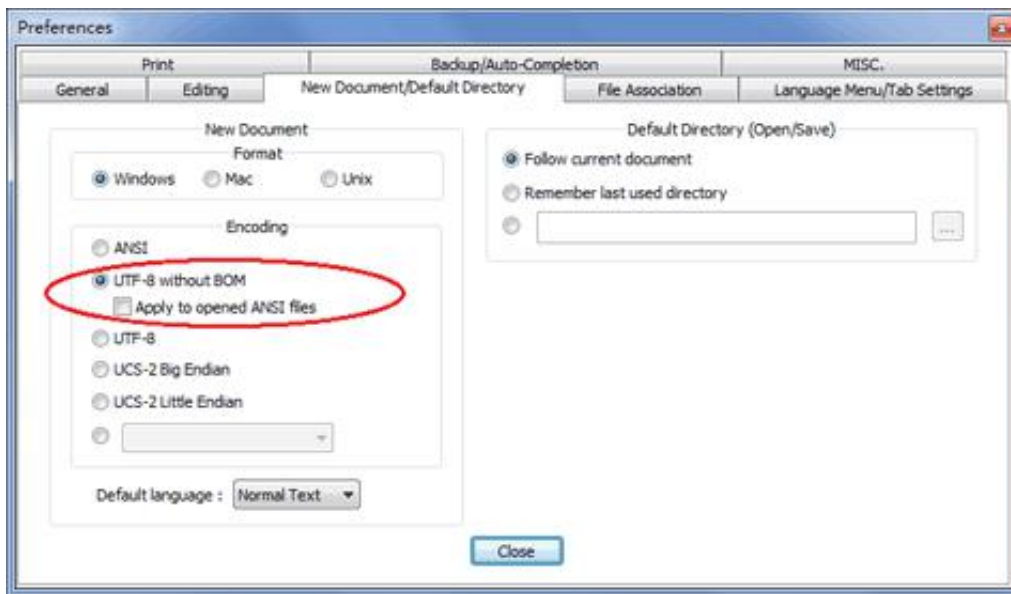 Preferences
Print Backup/Auto-Completion MISC.
General Editing New Document/Default Directory File Association Language Menu/Tab Settings
New Document
Format
Windows Mac Unix
Encoding
ANSI
UTF-8 without BOM
Apply to opened ANSI files
UTF-8
UCS-2 Big Endian
UCS-2 Little Endian
Default language : Normal Text
Default Directory (Open/Save)
Follow current document
Remember last used directory
...
Close